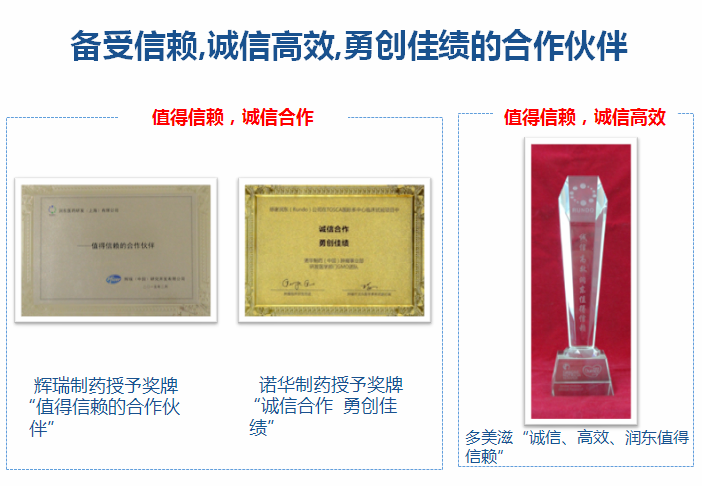 备受信赖,诚信高效,勇创佳绩的合作伙伴
值得信赖，诚信合作
值得信赖，诚信高效
——值得信赖的合作伙伴
Pfizer
诚信合作
勇创佳绩
辉瑞制药授予奖牌
“值得信赖的合作伙
伴”
诺华制药授予奖牌
“诚信合作 勇创佳
绩”
多美滋“诚信、高效、润东值得
信赖”